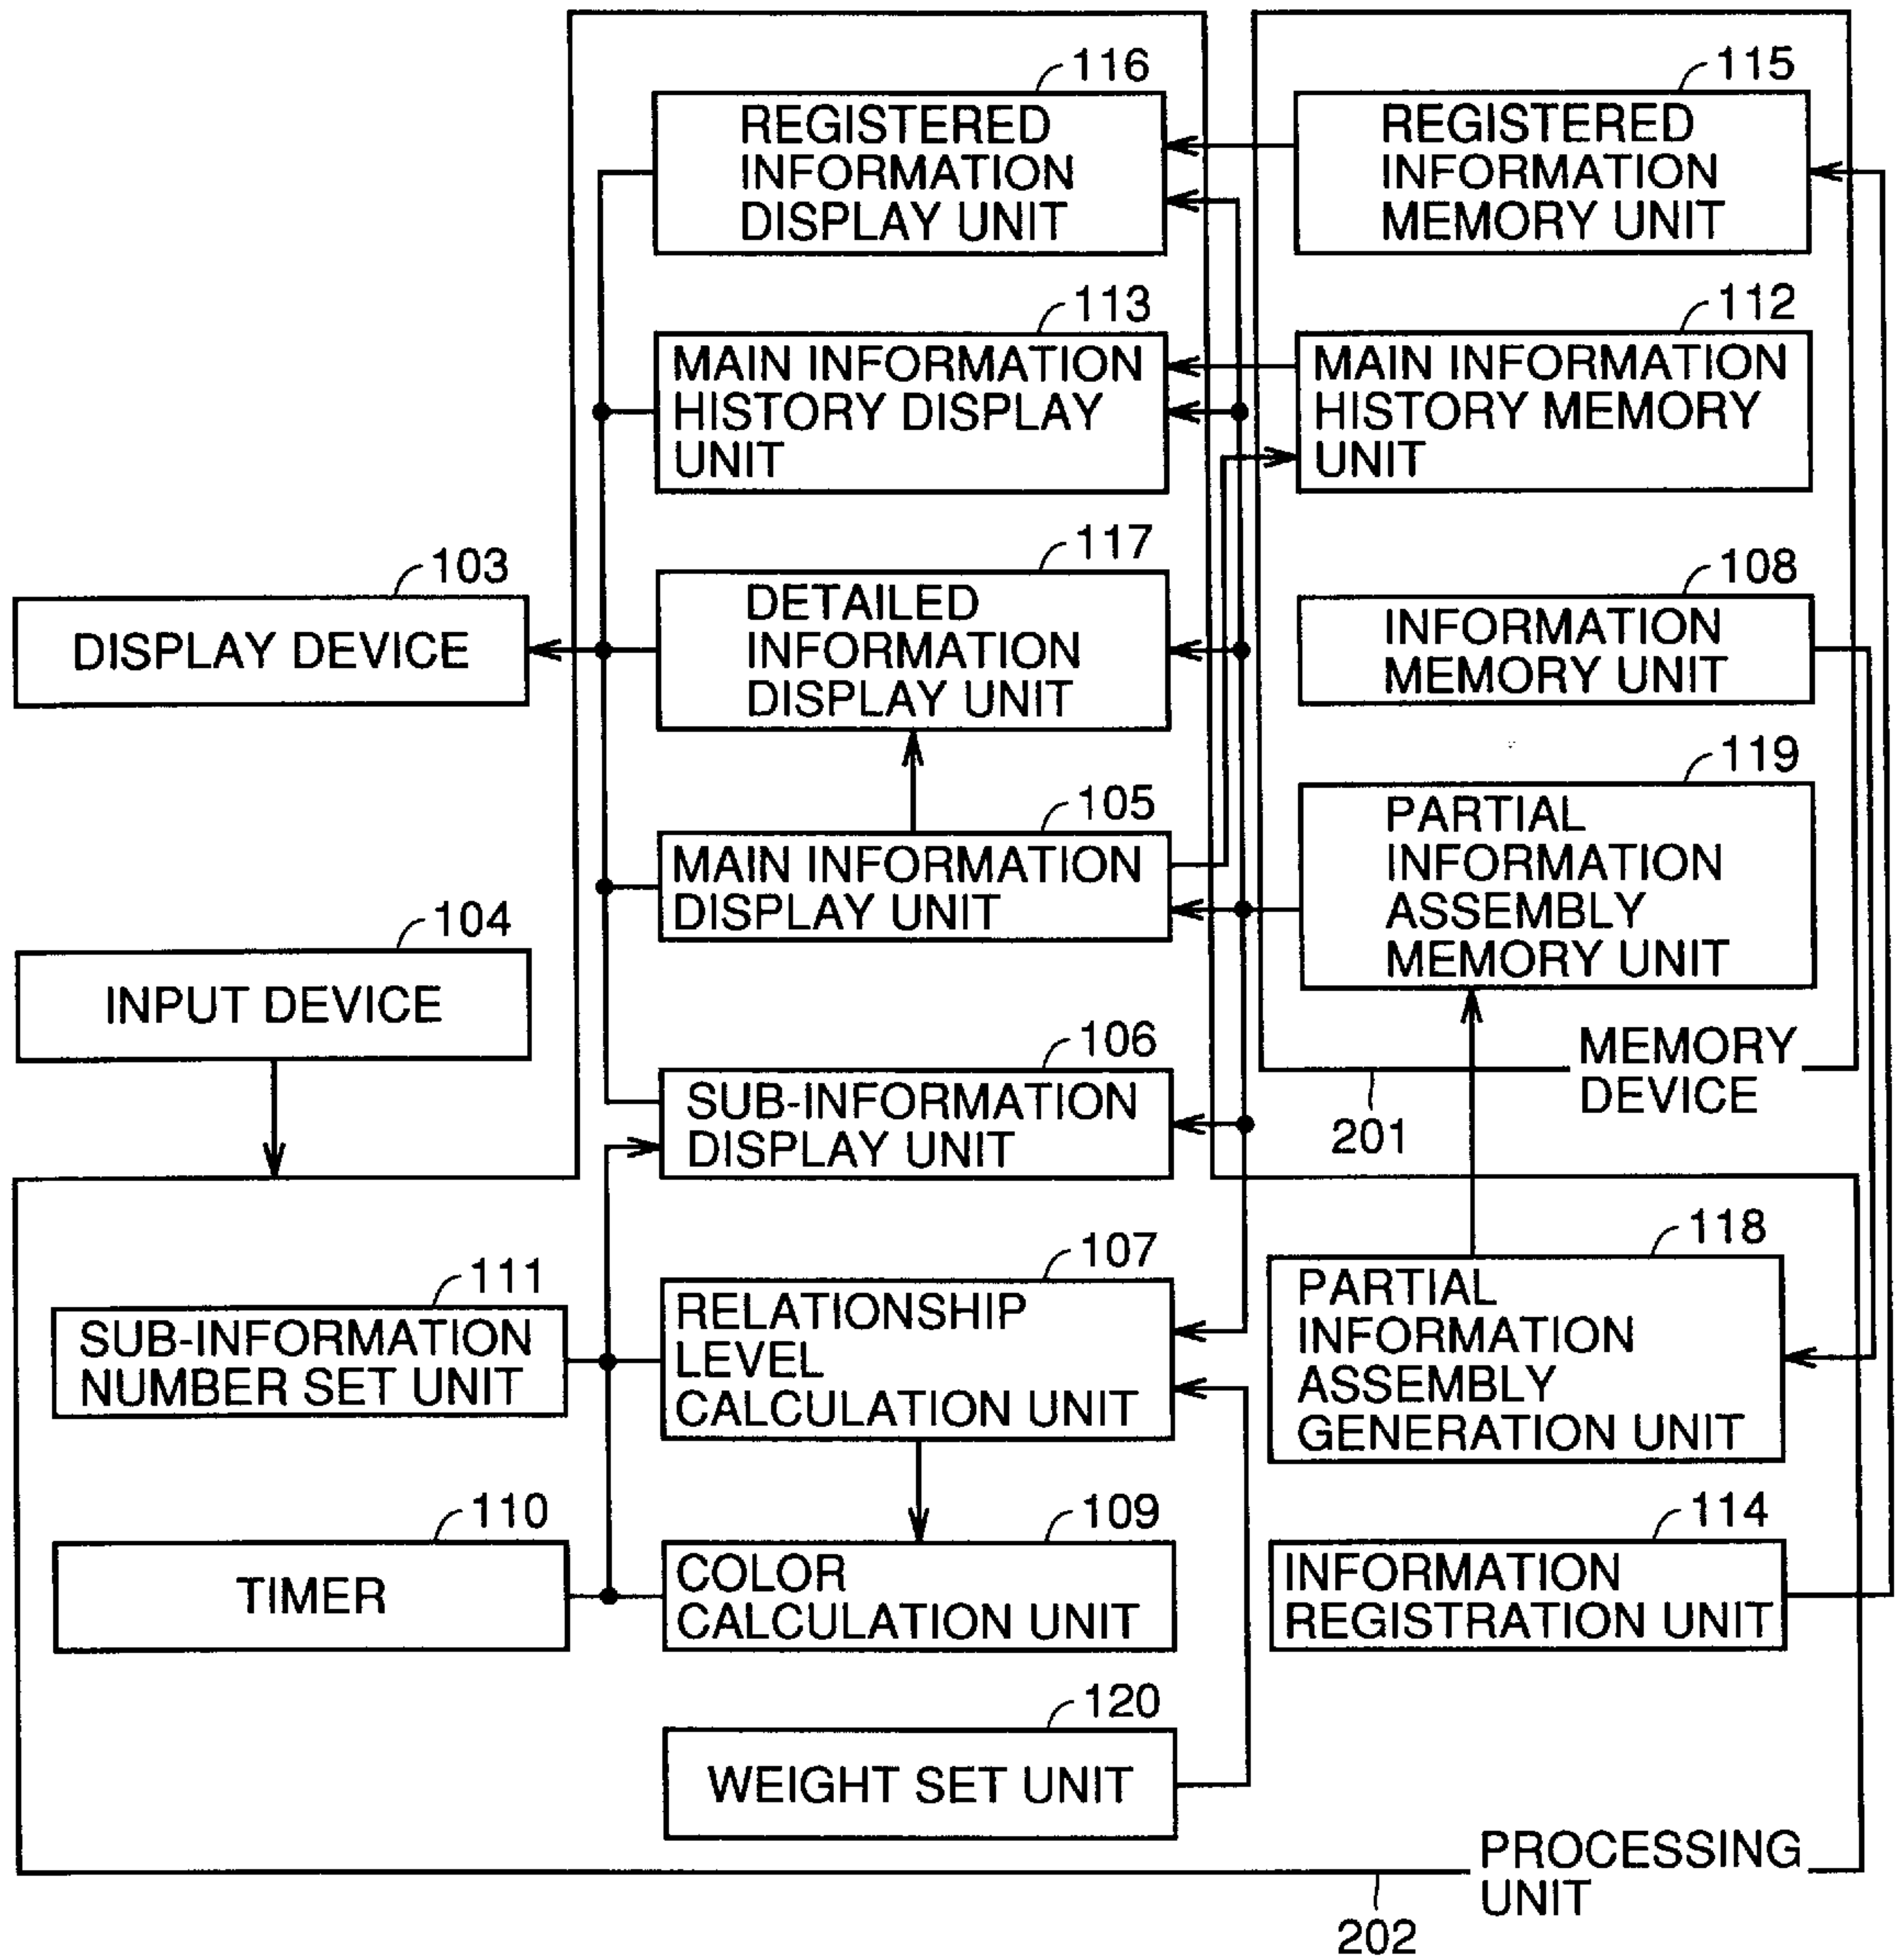 116
REGISTERED
INFORMATION
DISPLAY UNIT
115
REGISTERED
INFORMATION
MEMORY UNIT
113
MAIN INFORMATION
HISTORY DISPLAY
UNIT
112
MAIN INFORMATION
HISTORY MEMORY
UNIT
103
DISPLAY DEVICE
117
DETAILED
INFORMATION
DISPLAY UNIT
108
INFORMATION
MEMORY UNIT
105
MAIN INFORMATION
DISPLAY UNIT
119
PARTIAL
INFORMATION
ASSEMBLY
MEMORY UNIT
104
INPUT DEVICE
106
SUB-INFORMATION
DISPLAY UNIT
MEMORY
DEVICE
201
111
SUB-INFORMATION
NUMBER SET UNIT
107
RELATIONSHIP
LEVEL
CALCULATION UNIT
118
PARTIAL
INFORMATION
ASSEMBLY
GENERATION UNIT
110
TIMER
109
COLOR
CALCULATION UNIT
114
INFORMATION
REGISTRATION UNIT
120
WEIGHT SET UNIT
PROCESSING
UNIT
202